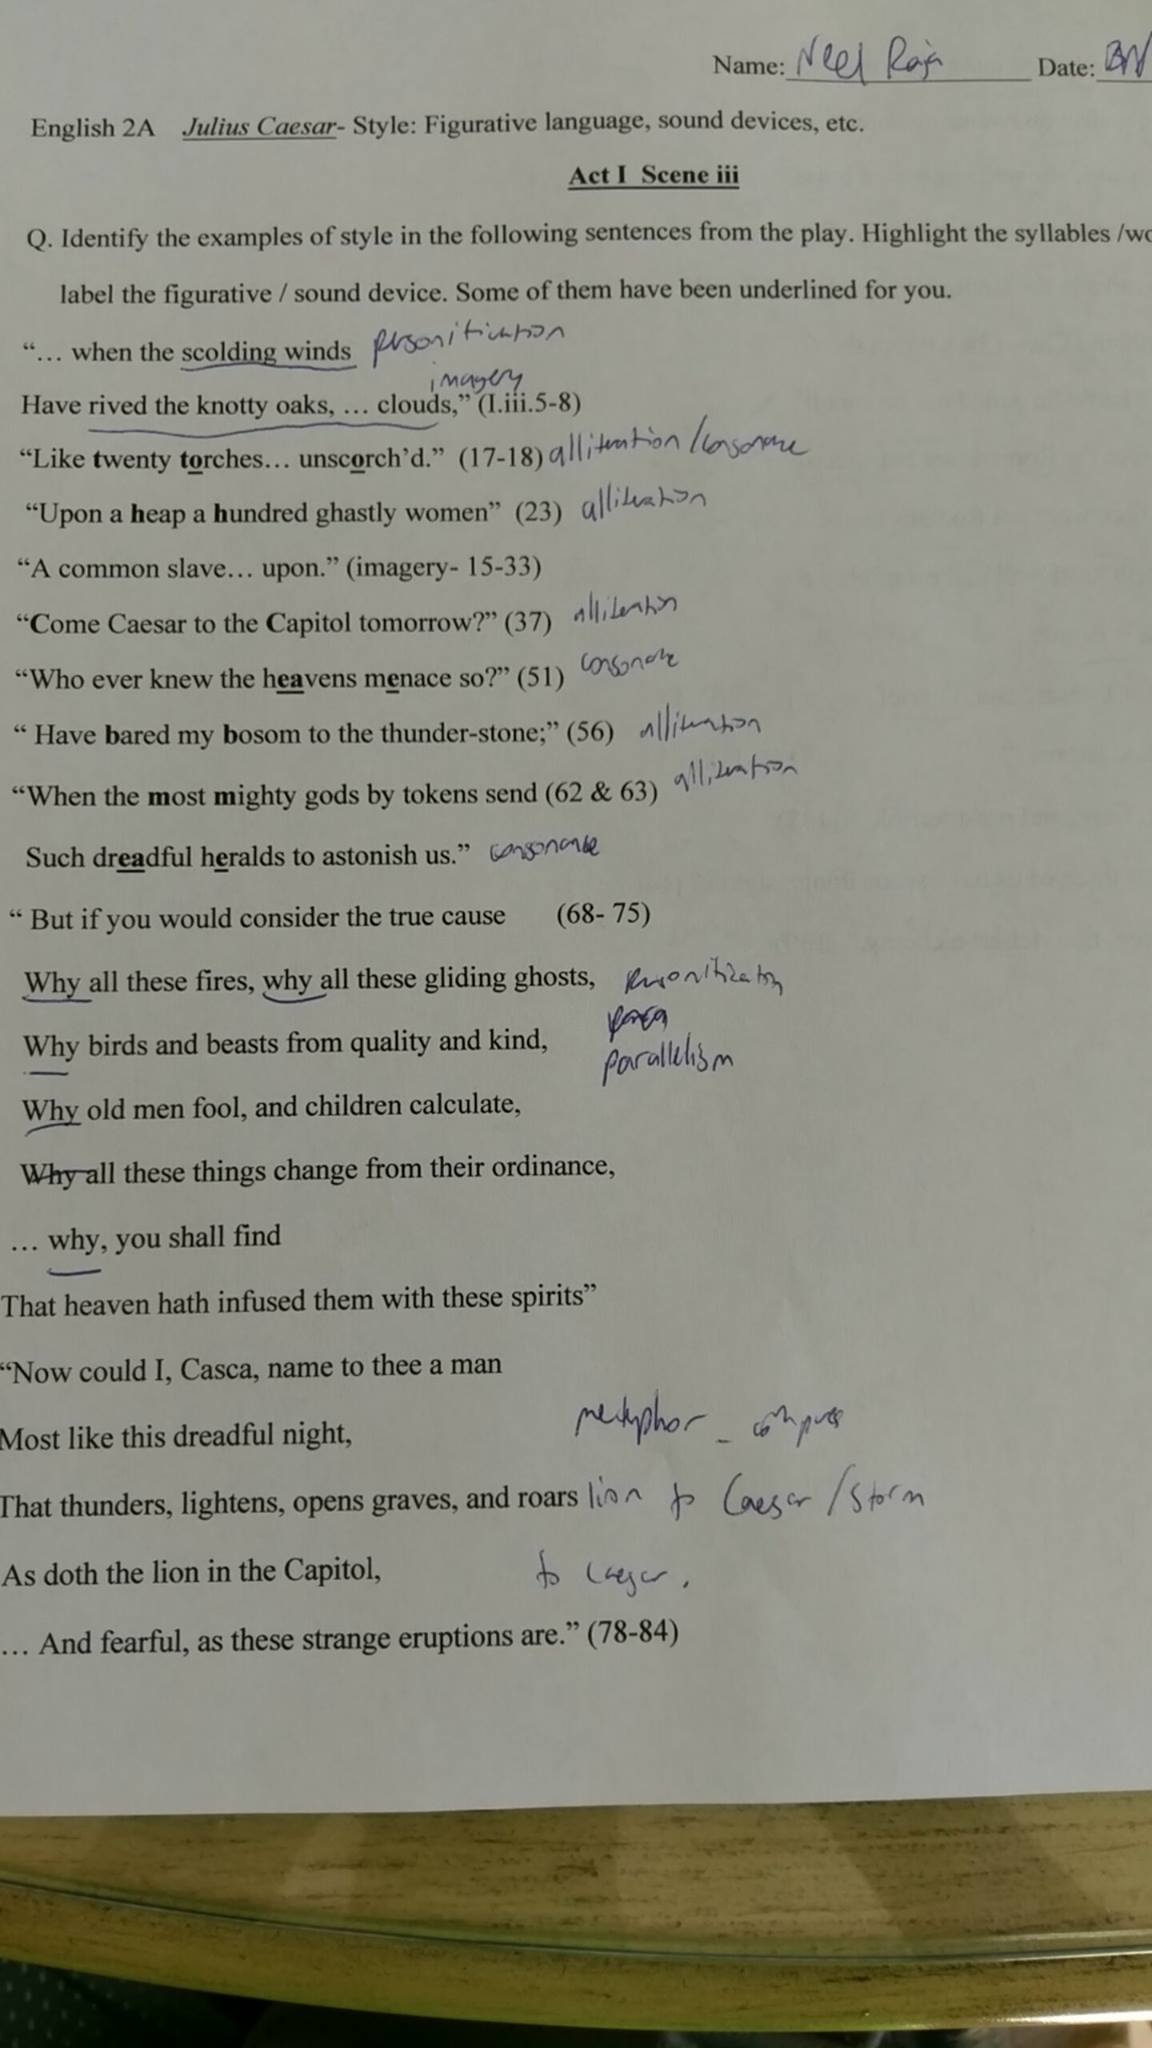 Name: Neel Raja Date:
English 2A Julius Caesar- Style: Figurative language, sound devices, etc.
Act I Scene iii
Q. Identify the examples of style in the following sentences from the play. Highlight the syllables /wo
label the figurative / sound device. Some of them have been underlined for you.
“… when the scolding winds personification
imagery
Have rived the knotty oaks, … clouds,” (I.iii.5-8)
“Like twenty torches… unscorch’d.” (17-18) alliteration / consonance
“Upon a heap a hundred ghastly women” (23) alliteration
“A common slave… upon.” (imagery- 15-33)
“Come Caesar to the Capitol tomorrow?” (37) alliteration
“Who ever knew the heavens menace so?” (51) consonance
“ Have bared my bosom to the thunder-stone;” (56) alliteration
“When the most mighty gods by tokens send (62 & 63) alliteration
Such dreadful heralds to astonish us.” consonance
“ But if you would consider the true cause (68- 75)
Why all these fires, why all these gliding ghosts, personification
Why birds and beasts from quality and kind,
parallelism
Why old men fool, and children calculate,
Why all these things change from their ordinance,
… why, you shall find
That heaven hath infused them with these spirits”
“Now could I, Casca, name to thee a man
Most like this dreadful night, metaphor - compares
That thunders, lightens, opens graves, and roars lion to Caesar / storm
As doth the lion in the Capitol, to Caesar.
… And fearful, as these strange eruptions are.” (78-84)